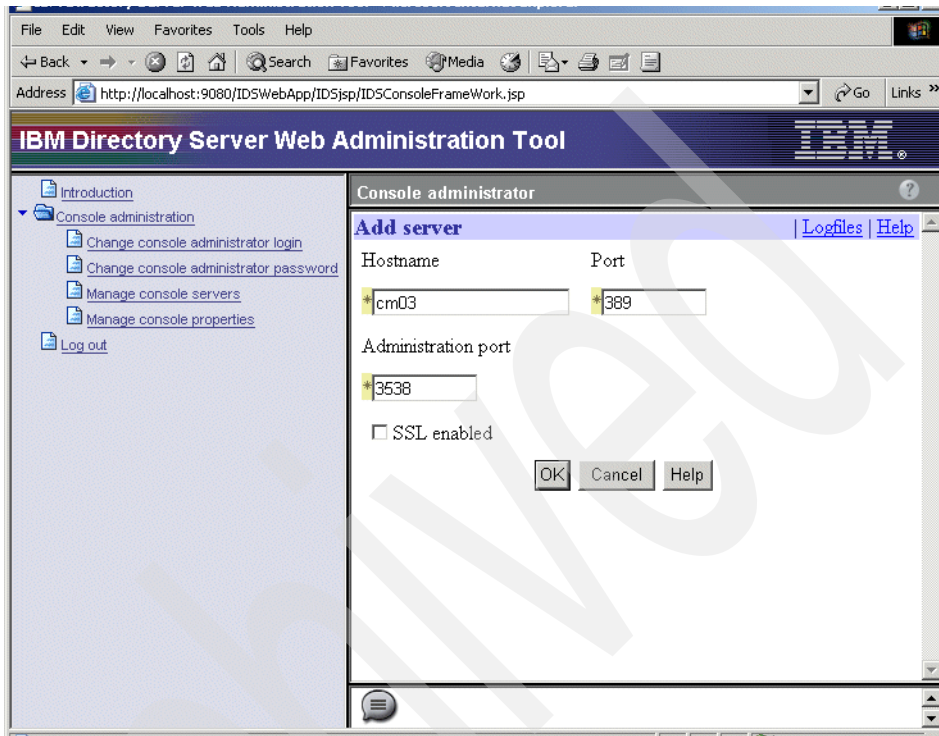 File Edit View Favorites Tools Help
Back Search Favorites Media
Address http://localhost:9080/IDSWebApp/IDSjsp/IDSConsoleFrameWork.jsp Go Links »
IBM Directory Server Web Administration Tool IBM®
Introduction
Console administration
Change console administrator login
Change console administrator password
Manage console servers
Manage console properties
Log out
Console administrator ?
Add server | Logfiles | Help
Hostname Port
*cm03 *389
Administration port
*3538
SSL enabled
OK Cancel Help
hived